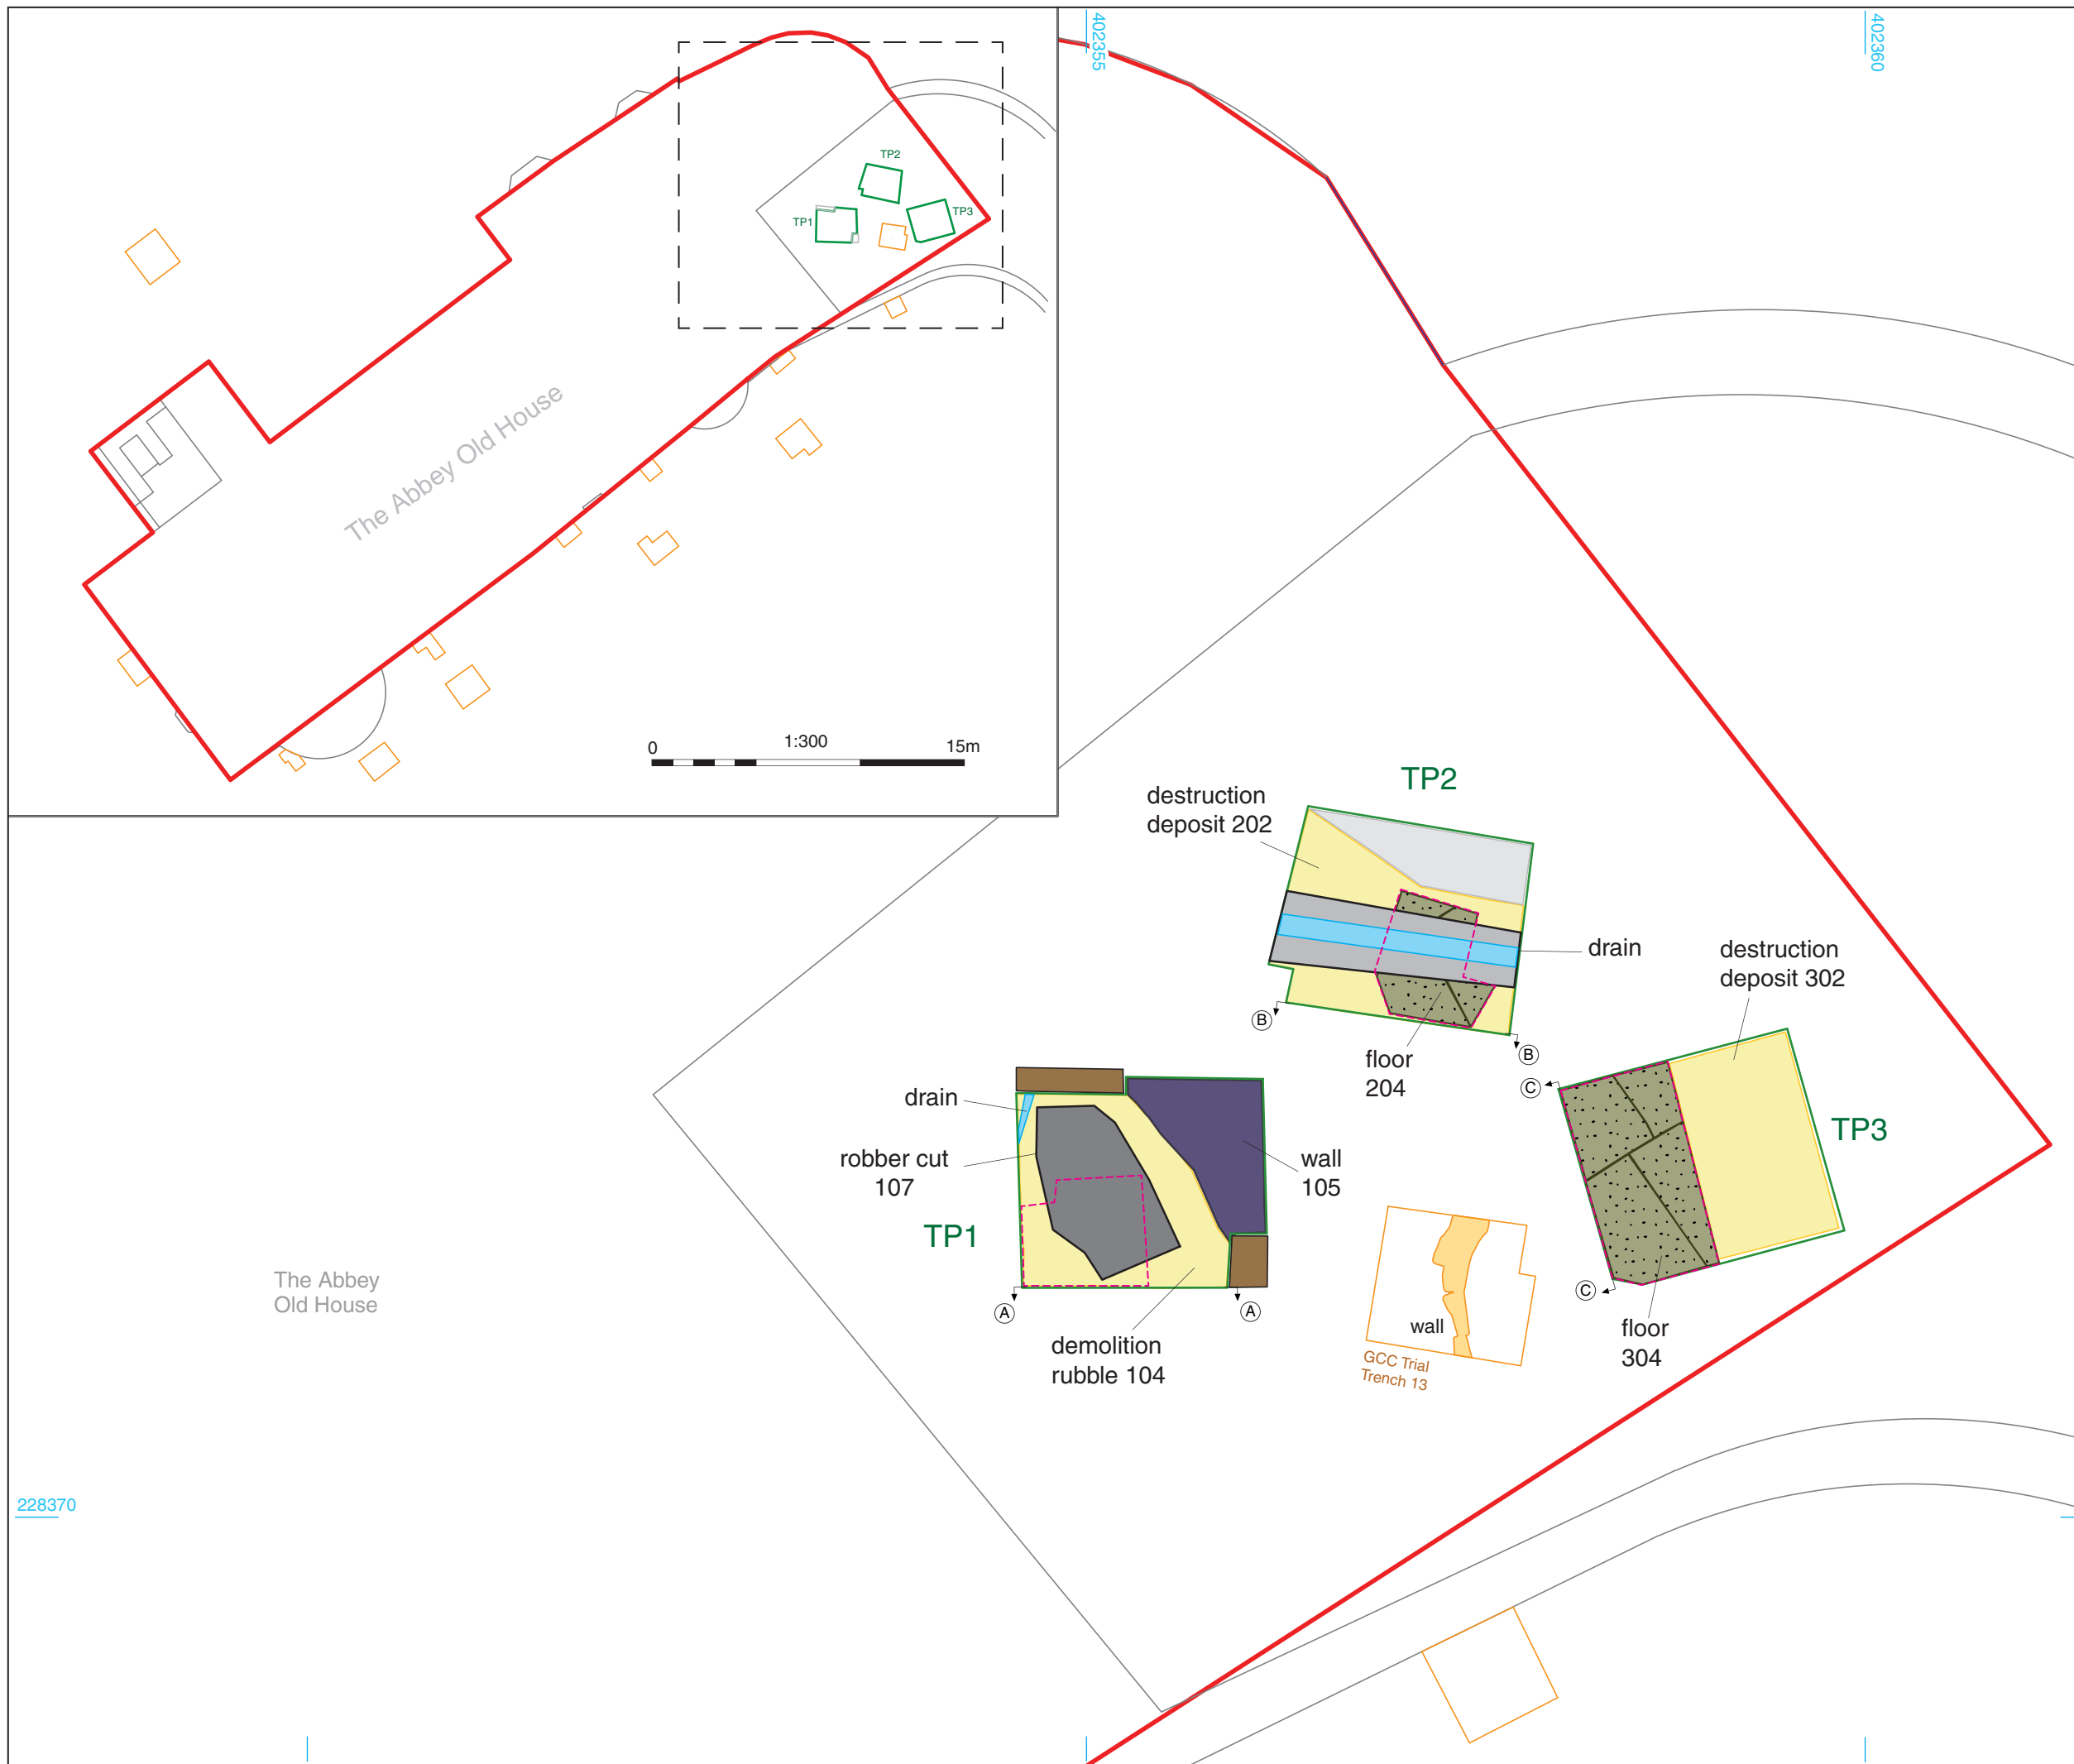 402355
402360
TP2
TP1
TP3
The Abbey Old House
0
1:300
15m
TP2
destruction
deposit 202
drain
destruction
deposit 302
B
B
floor
204
C
drain
TP3
robber cut
107
wall
105
TP1
The Abbey
Old House
C
A
A
wall
floor
304
demolition
rubble 104
GCC Trial
Trench 13
228370